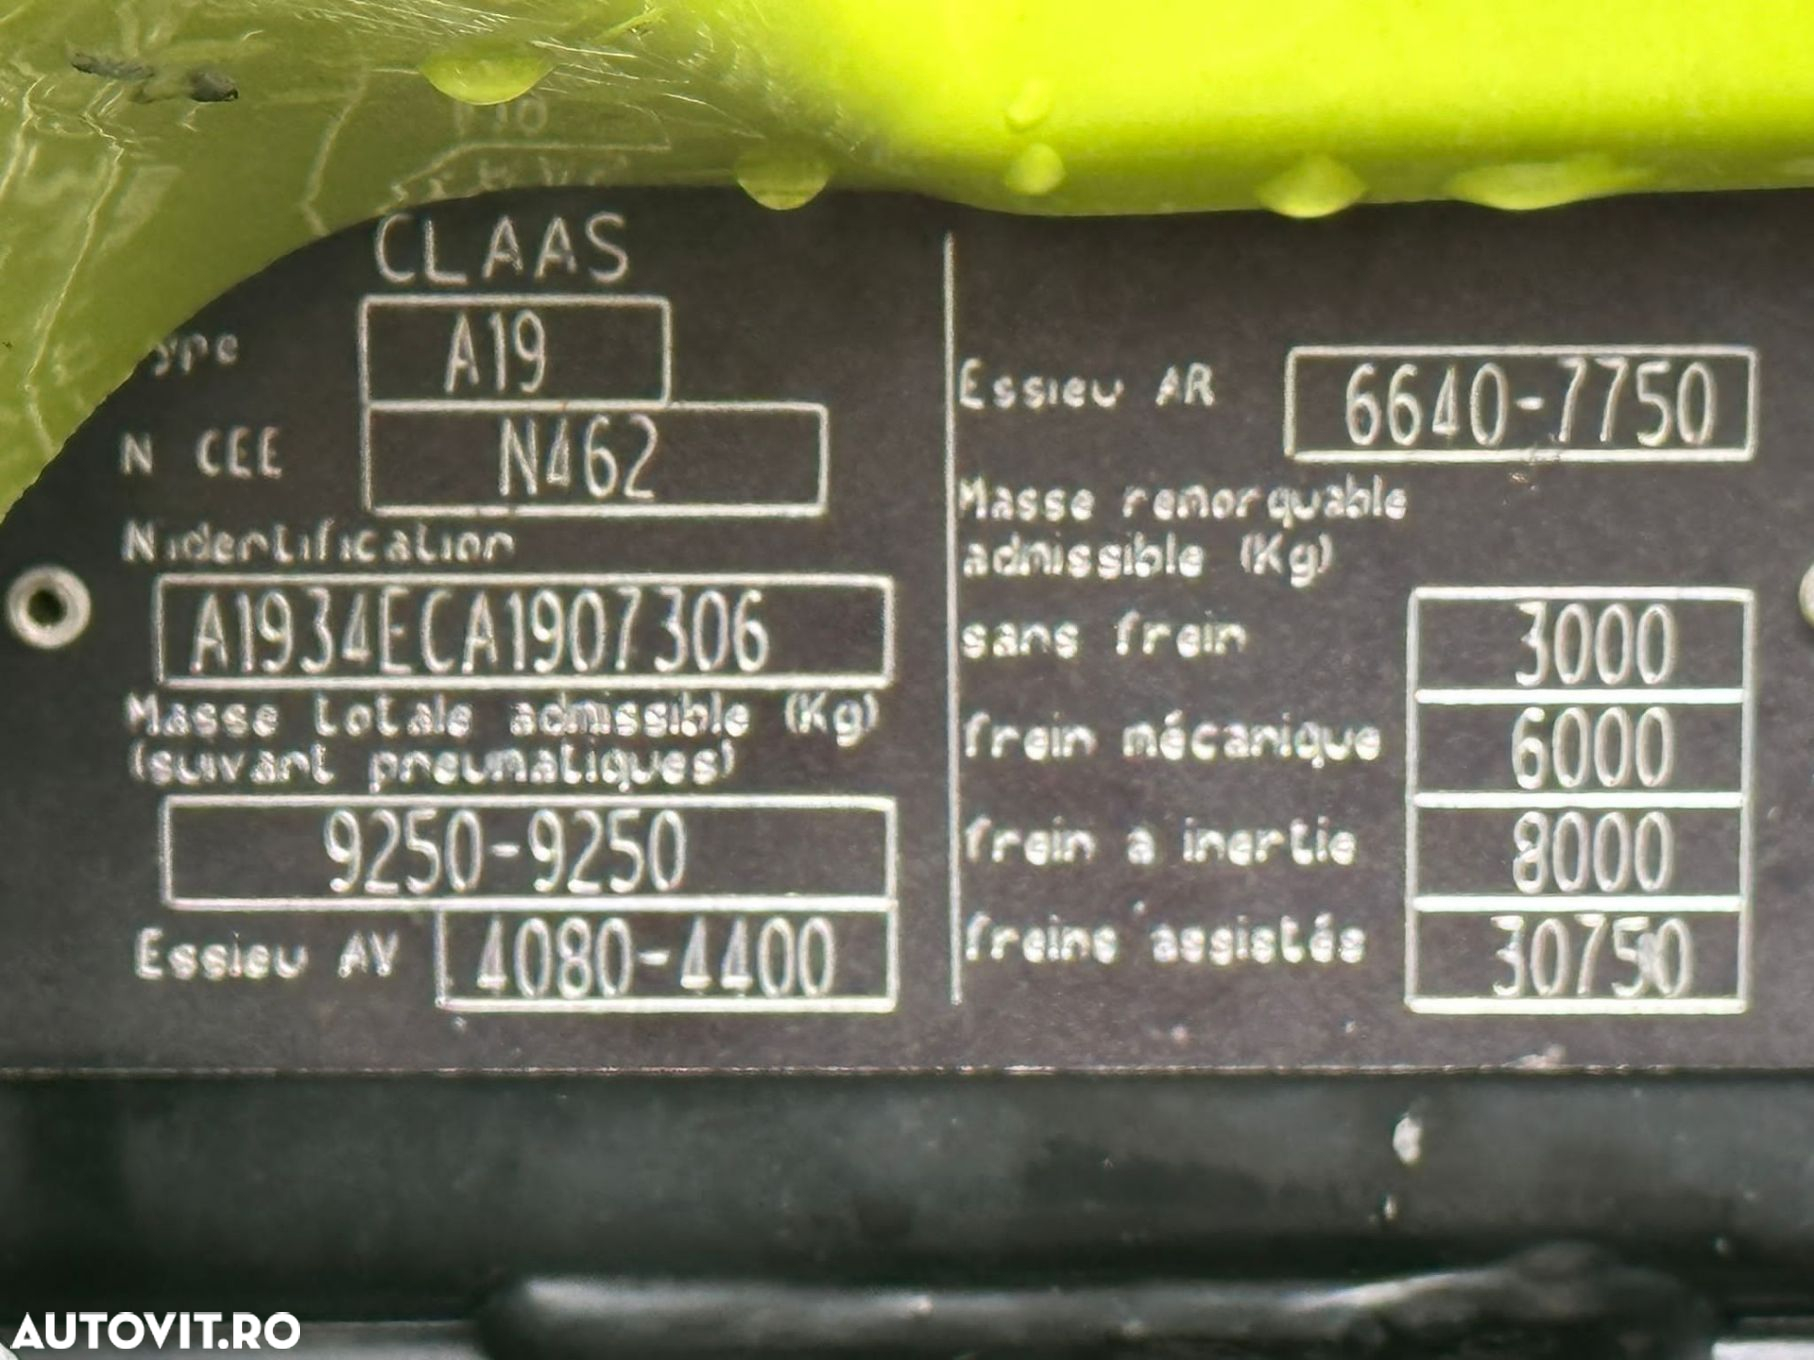 CLAAS
ype A19
N CEE N462
N identification
A1934ECA1907306
Masse totale admissible (Kg)
(suivant pneumatiques)
9250-9250
Essieu AV 4080-4400
Essieu AR 6640-7750
Masse remorquable
admissible (Kg)
sans frein 3000
frein mécanique 6000
frein a inertie 8000
freins assistés 30750
AUTOVIT.RO